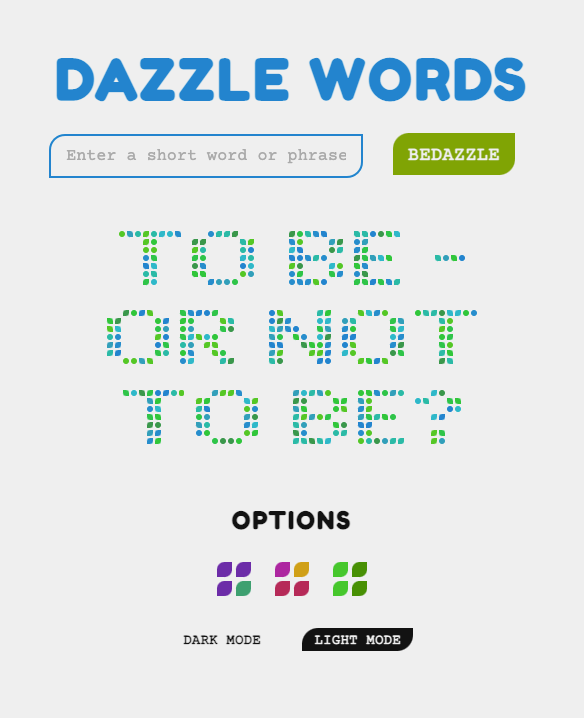 DAZZLE WORDS
Enter a short word or phrase
BEDAZZLE
TO BE -
OR NOT
TO BE?
OPTIONS
DARK MODE
LIGHT MODE